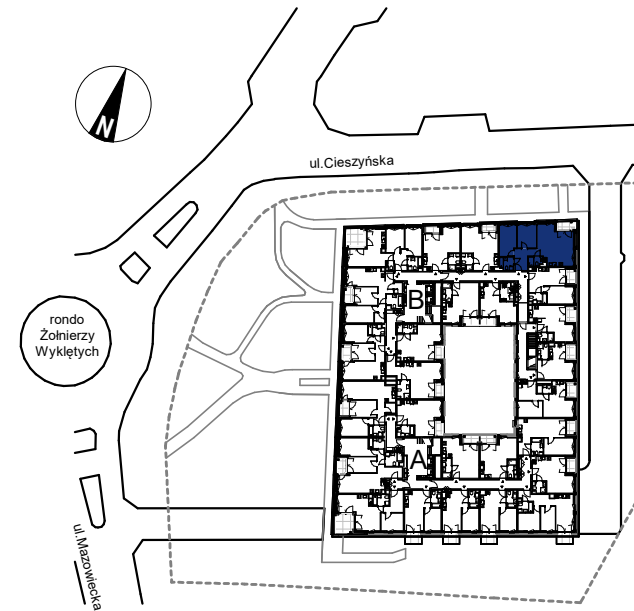 N
ul.Cieszyńska
B
rondo
Żołnierzy
Wyklętych
A
ul.Mazowiecka